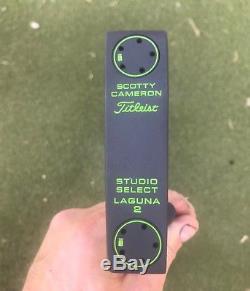 SCOTTY
CAMERON
Titleist
STUDIO
SELECT
LAGUNA
2